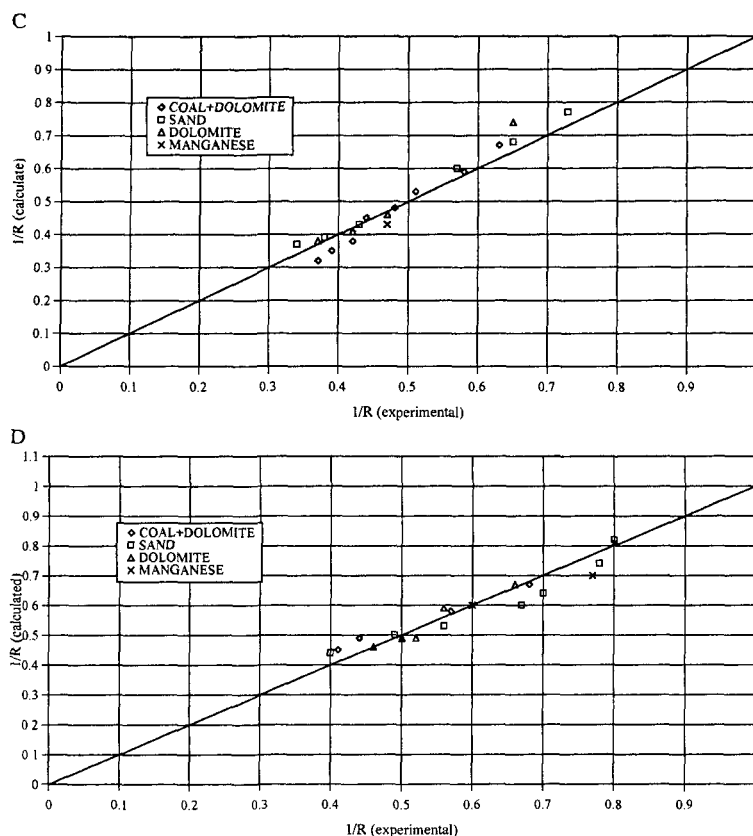 C
1
0 9
0 8
0.7
0.6
0.5
0.4
0.3
0.2
0.1
0
1/R (calculate)
COAL+DOLOMITE
SAND
DOLOMITE
MANGANESE
0 0.1 0.2 0.3 0.4 0.5 0.6 0.7 0.8 0.9
1/R (experimental)
D
1.1
1
0 9
0 8
0.7
0.6
0.5
0 4
0.3
0 2
0 1
0
1/R (calculated)
COAL+DOLOMITE
SAND
DOLOMITE
MANGANESE
0 0.1 0.2 0.3 0.4 0.5 0.6 0.7 0.8 0.9
1/R (experimental)